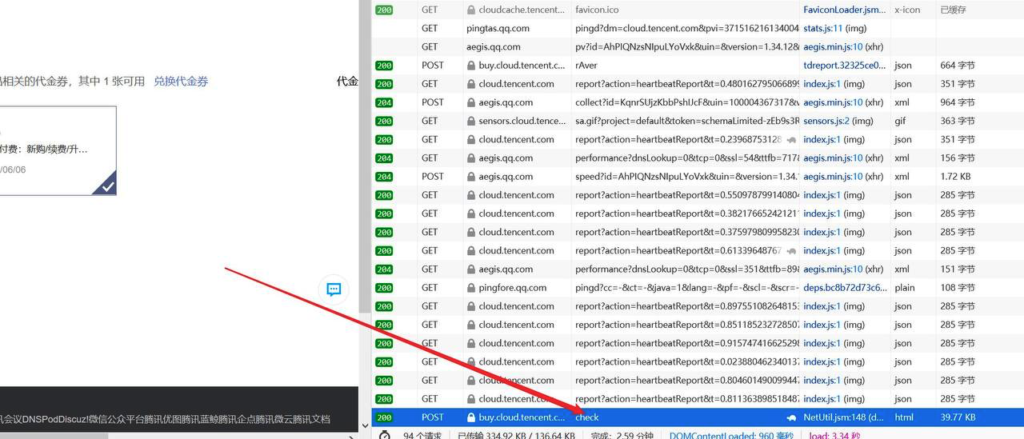 200 GET cloudcache.tencent... favicon.ico FaviconLoader.jsm... x-icon 已缓存
GET pingtas.qq.com pingd?dm=cloud.tencent.com&pvi=371516216134004 stats.js:11 (img)
GET aegis.qq.com pv?id=AhPIQNzsNIpuLYoVxk&uin=&version=1.34.12& aegis.min.js:10 (xhr)
200 POST buy.cloud.tencent.c... rAver tdreport.32325ce0... json 664 字节
相关的代金券，其中 1 张可用 兑换代金券 代金
200 GET cloud.tencent.com report?action=heartbeatReport&t=0.480162795066895 index.js:1 (img) json 351 字节
204 POST aegis.qq.com collect?id=KqnrSUjzKbbPshUcF&uin=1000043673178& aegis.min.js:10 (xhr) xml 964 字节
200 GET sensors.cloud.tence... sa.gif?project=default&token=schemaLimited-zEb9s3R sensors.js:2 (img) gif 363 字节
200 GET cloud.tencent.com report?action=heartbeatReport&t=0.23968753128 index.js:1 (img) json 351 字节
付费：新购/续费/升...
204 GET aegis.qq.com performance?dnsLookup=0&tcp=0&ssl=54&ttfb=717& aegis.min.js:10 (xhr) xml 156 字节
/06/06
204 POST aegis.qq.com speed?id=AhPIQNzsNIpuLYoVxk&uin=&version=1.34. aegis.min.js:10 (xhr) xml 1.72 KB
200 GET cloud.tencent.com report?action=heartbeatReport&t=0.550978799140804 index.js:1 (img) json 285 字节
200 GET cloud.tencent.com report?action=heartbeatReport&t=0.382176652421211 index.js:1 (img) json 285 字节
200 GET cloud.tencent.com report?action=heartbeatReport&t=0.375979809958230 index.js:1 (img) json 285 字节
200 GET cloud.tencent.com report?action=heartbeatReport&t=0.61339648767 index.js:1 (img) json 285 字节
204 GET aegis.qq.com performance?dnsLookup=0&tcp=0&ssl=351&ttfb=898 aegis.min.js:10 (xhr) xml 151 字节
200 GET pingfore.qq.com pingd?cc=-&ct=-&java=1&lang=-&pf=-&scl=-&scr=- deps.bc8b72d73c6... plain 108 字节
200 GET cloud.tencent.com report?action=heartbeatReport&t=0.897551082648153 index.js:1 (img) json 285 字节
200 GET cloud.tencent.com report?action=heartbeatReport&t=0.851185232728507 index.js:1 (img) json 285 字节
200 GET cloud.tencent.com report?action=heartbeatReport&t=0.915747416625298 index.js:1 (img) json 285 字节
200 GET cloud.tencent.com report?action=heartbeatReport&t=0.023880462340137 index.js:1 (img) json 285 字节
200 GET cloud.tencent.com report?action=heartbeatReport&t=0.804601490099447 index.js:1 (img) json 285 字节
200 GET cloud.tencent.com report?action=heartbeatReport&t=0.811363898518487 index.js:1 (img) json 285 字节
讯会议DNSPodDiscuz!微信公众平台腾讯优图腾讯蓝鲸腾讯企点腾讯微云腾讯文档
200 POST buy.cloud.tencent.c... check NetUtil.jsm:148 (d... html 39.77 KB
94 个请求 已传输 334.92 KB / 136.64 KB 完成：2.59 分钟 DOMContentLoaded: 960 毫秒 load: 3.34 秒